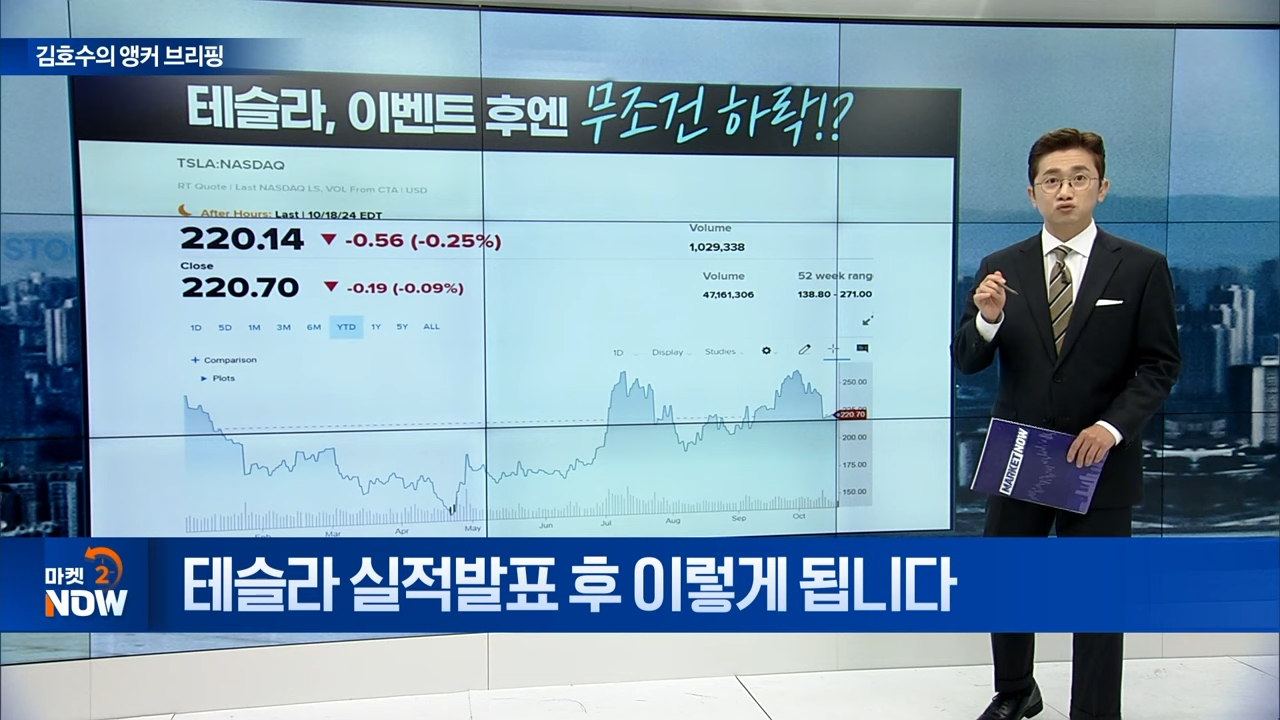 김호수의 앵커 브리핑
테슬라, 이벤트 후엔 무조건 하락!?
TSLA:NASDAQ
RT Quote | Last NASDAQ LS, VOL From CTA | USD
After Hours: Last | 10/18/24 EDT
220.14 ▼ -0.56 (-0.25%)
Volume
1,029,338
Close
220.70 ▼ -0.19 (-0.09%)
Volume
47,161,306
52 week rang
138.80 - 271.00
1D 5D 1M 3M 6M YTD 1Y 5Y ALL
+ Comparison
▶ Plots
1D Display Studies
250.00
220.70
200.00
175.00
150.00
Mar Apr May Jun Jul Aug Sep Oct
STO
MARKET NOW
마켓 2
NOW
테슬라 실적발표 후 이렇게 됩니다